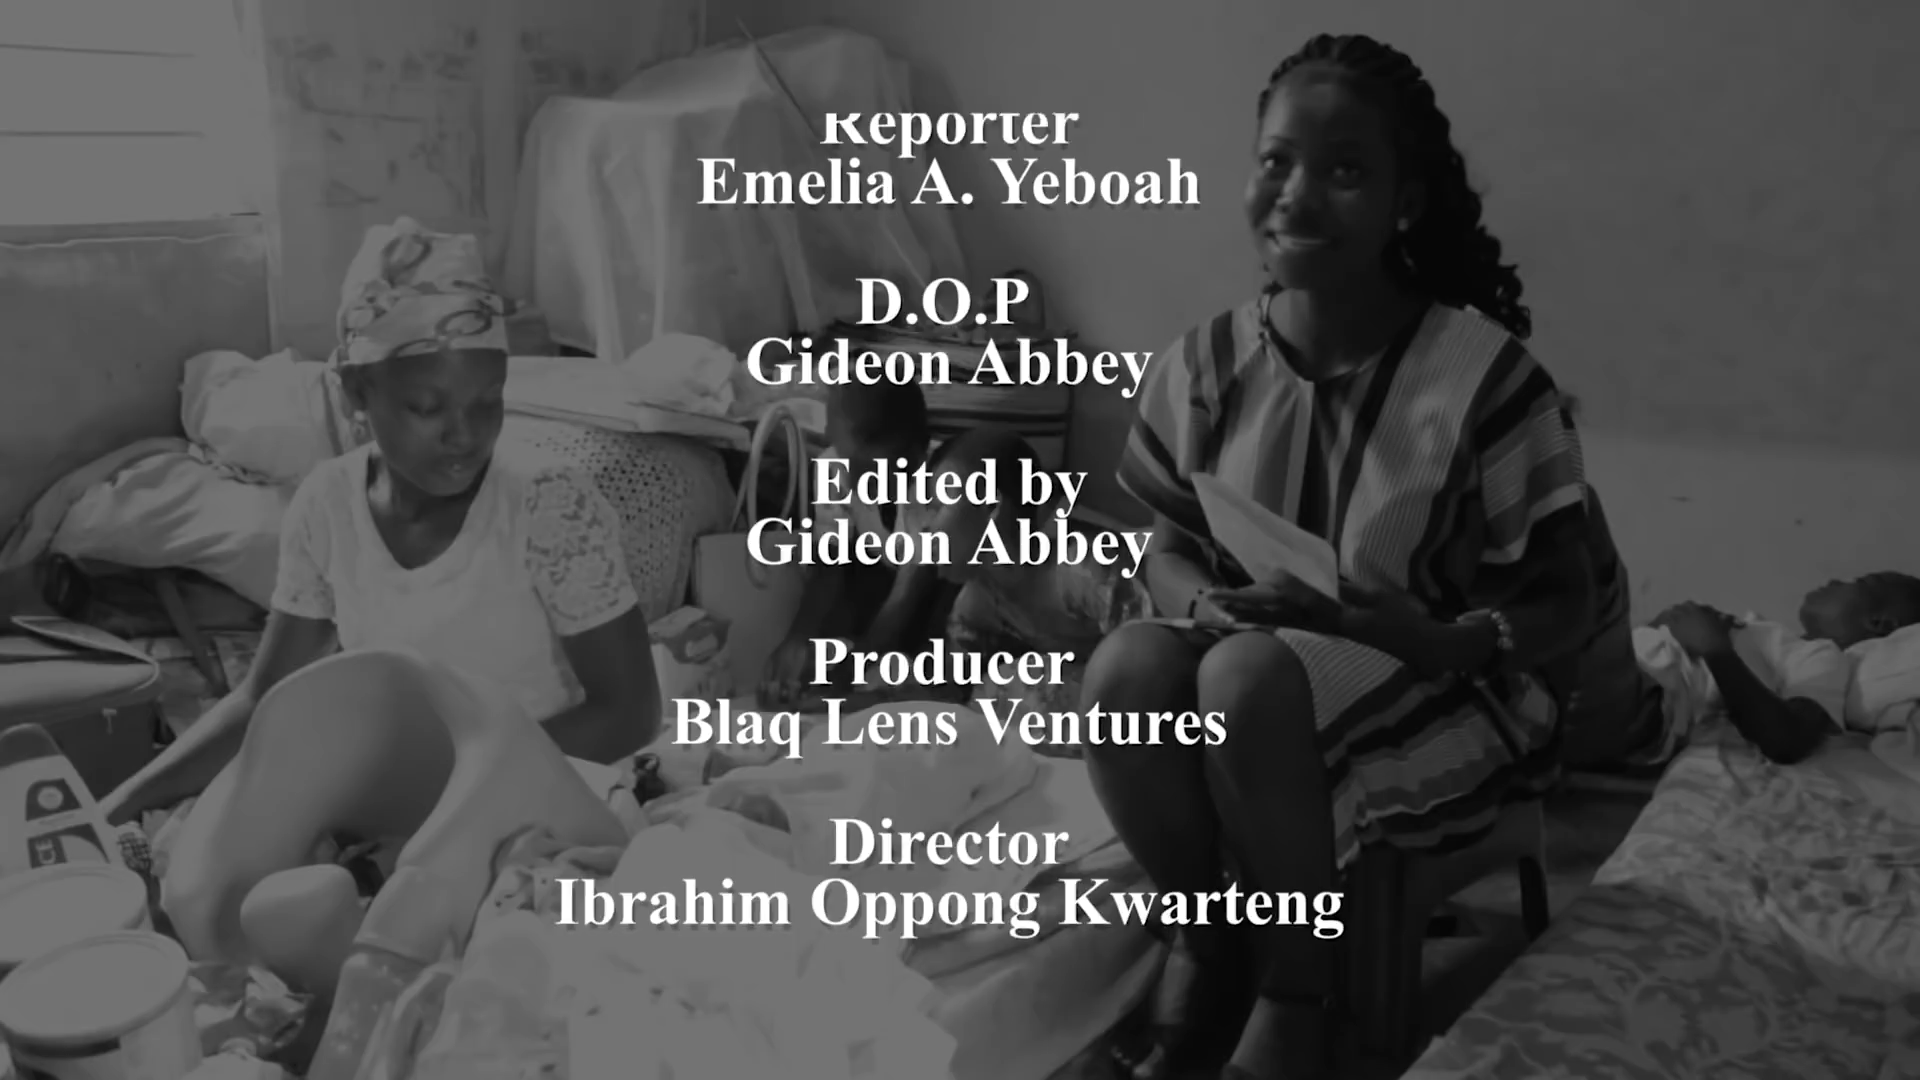 Reporter
Emelia A. Yeboah
D.O.P
Gideon Abbey
Edited by
Gideon Abbey
Producer
Blaq Lens Ventures
Director
Ibrahim Oppong Kwarteng